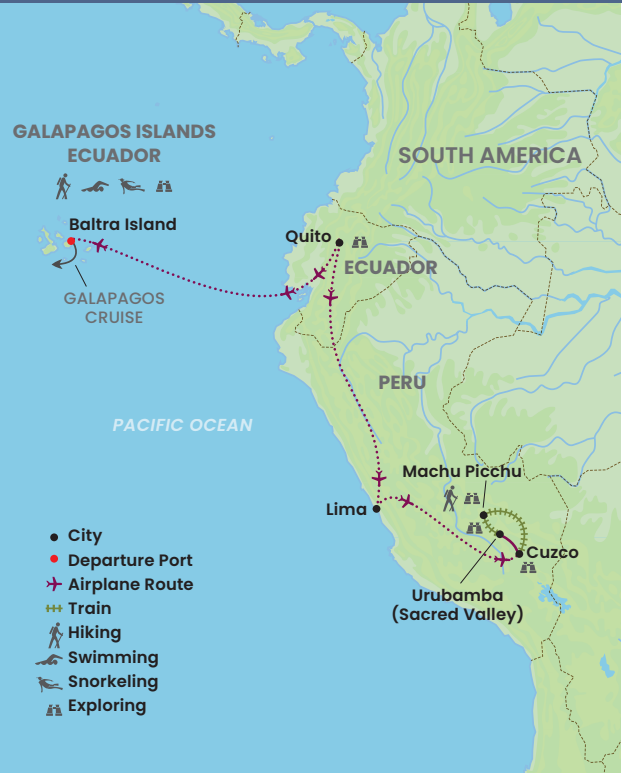 GALAPAGOS ISLANDS
ECUADOR
SOUTH AMERICA
Baltra Island
Quito
ECUADOR
GALAPAGOS
CRUISE
PERU
PACIFIC OCEAN
Machu Picchu
Lima
Cuzco
Urubamba
(Sacred Valley)
City
Departure Port
Airplane Route
Train
Hiking
Swimming
Snorkeling
Exploring